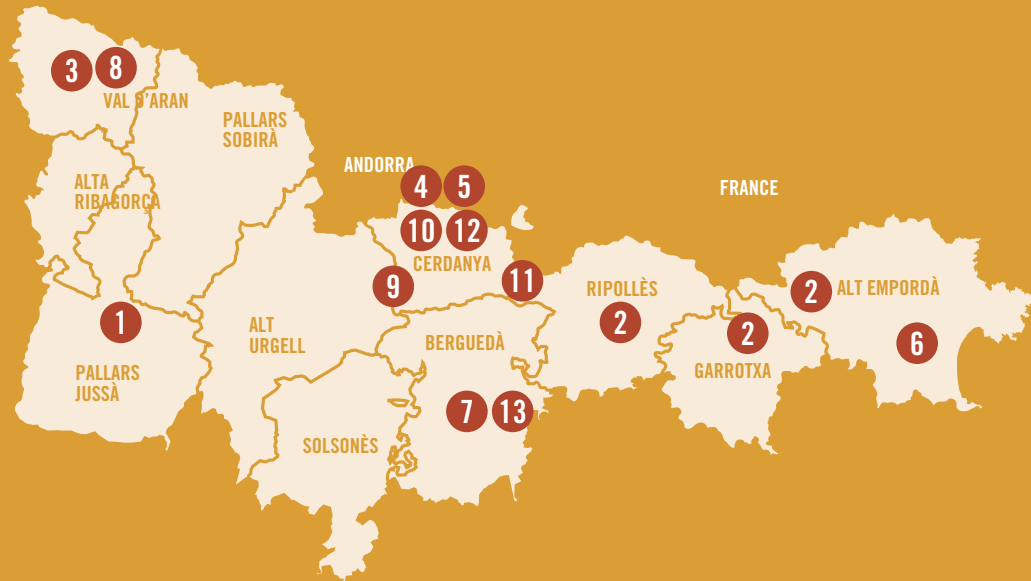 3 8
VAL D'ARAN
PALLARS
SOBIRÀ
ANDORRA
4 5
FRANCE
ALTA
RIBAGORÇA
10 12
CERDANYA
9
11
RIPOLLÈS
2
2
ALT EMPORDÀ
1
ALT
URGELL
BERGUEDÀ
2
GARROTXA
6
PALLARS
JUSSÀ
7 13
SOLSONÈS